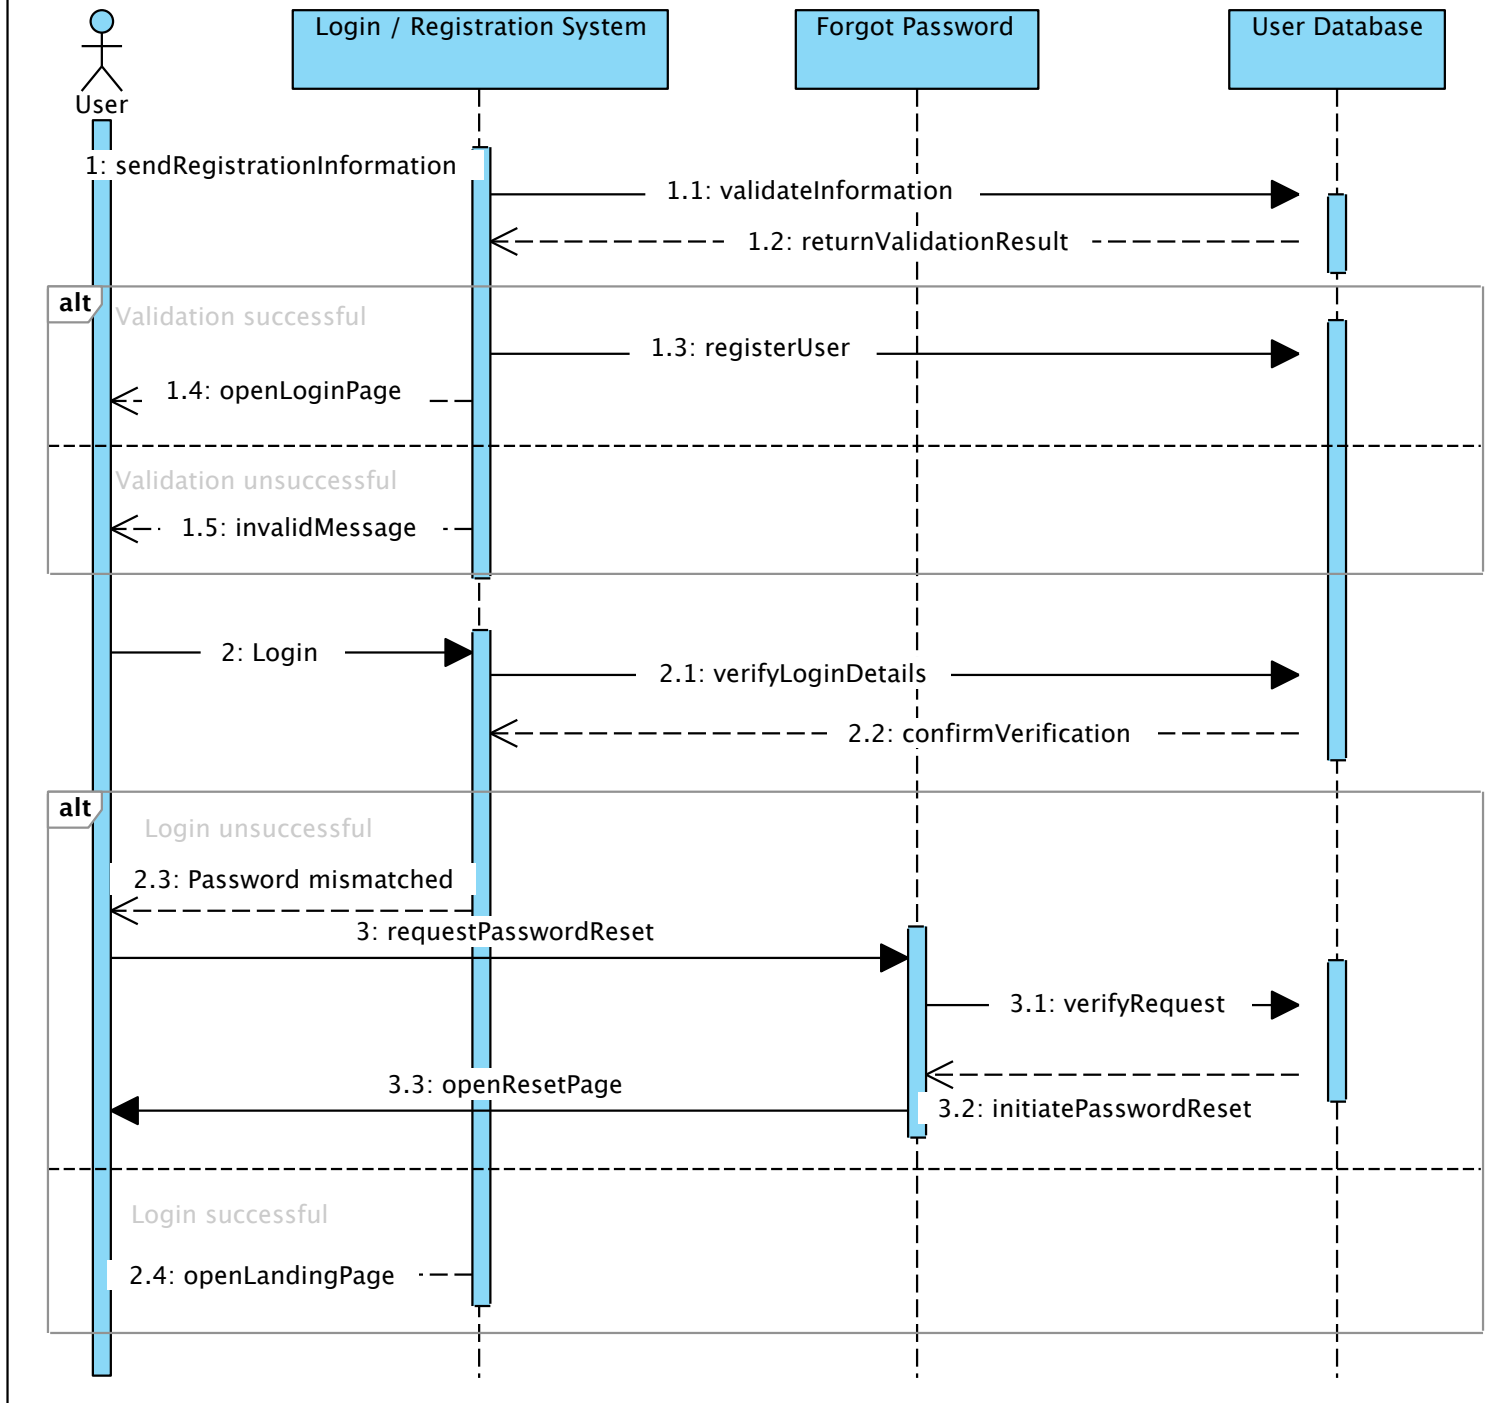 Login / Registration System
Forgot Password
User Database
User
1: sendRegistrationInformation
1.1: validateInformation
1.2: returnValidationResult
alt
Validation successful
1.3: registerUser
1.4: openLoginPage
Validation unsuccessful
1.5: invalidMessage
2: Login
2.1: verifyLoginDetails
2.2: confirmVerification
alt
Login unsuccessful
2.3: Password mismatched
3: requestPasswordReset
3.1: verifyRequest
3.3: openResetPage
3.2: initiatePasswordReset
Login successful
2.4: openLandingPage